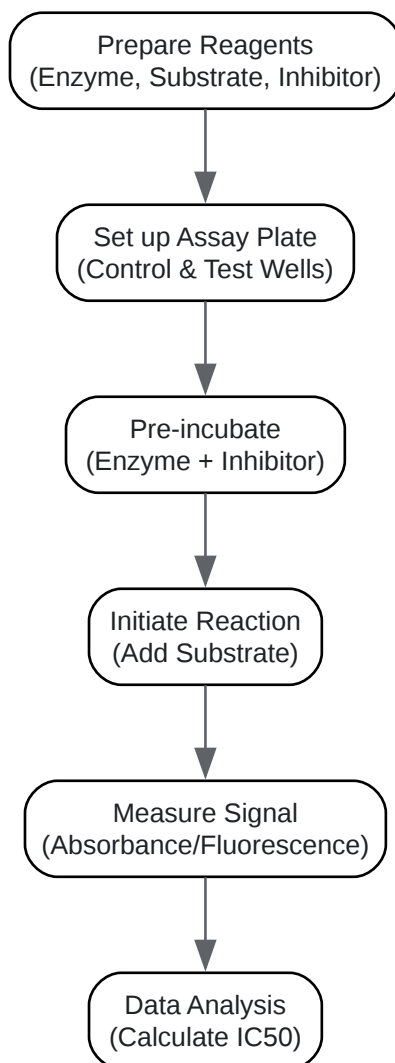 Prepare Reagents
(Enzyme, Substrate, Inhibitor)
Set up Assay Plate
(Control & Test Wells)
Pre-incubate
(Enzyme + Inhibitor)
Initiate Reaction
(Add Substrate)
Measure Signal
(Absorbance/Fluorescence)
Data Analysis
(Calculate IC50)